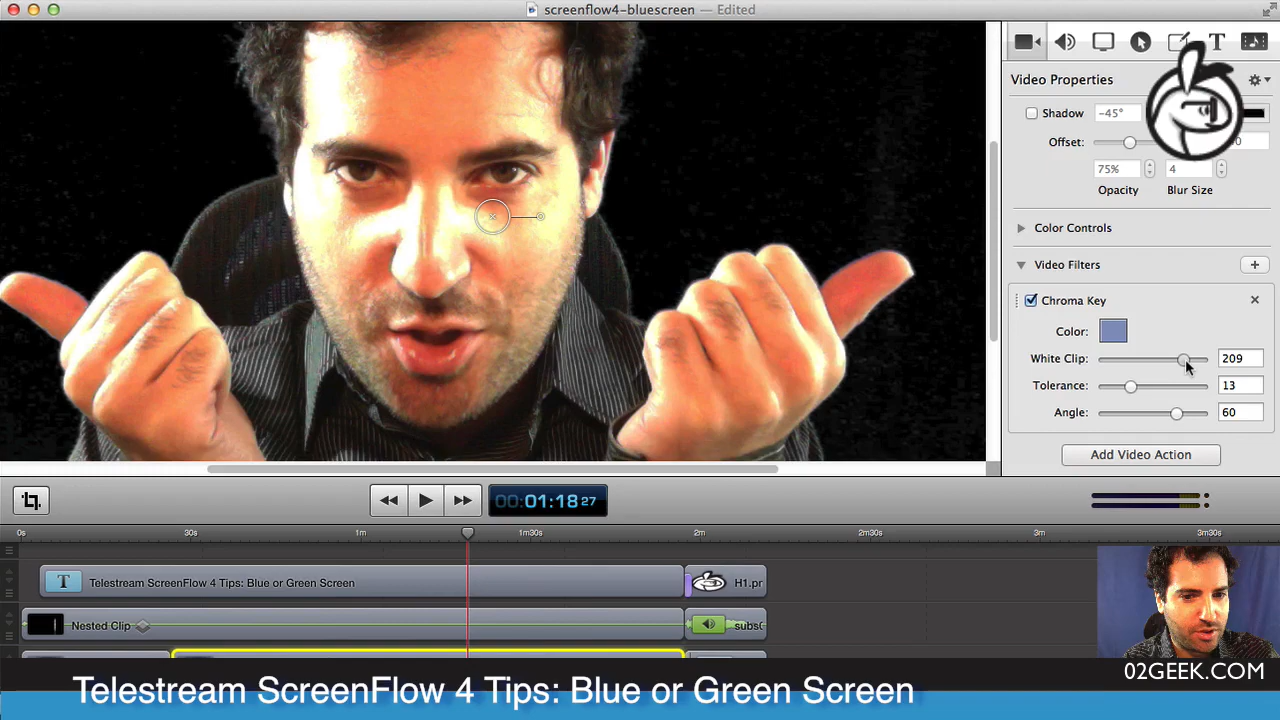 screenflow4-bluescreen — Edited
T
Video Properties
Shadow
-45°
Offset:
75%
4
Opacity
Blur Size
Color Controls
Video Filters
+
Chroma Key
Color:
White Clip:
209
Tolerance:
13
Angle:
60
Add Video Action
00:01:18 27
0s
30s
1m
1m30s
2m
2m30s
3m
3m30s
T
Telestream ScreenFlow 4 Tips: Blue or Green Screen
H1.pr
Nested Clip
Telestream ScreenFlow 4 Tips: Blue or Green Screen
02GEEK.COM